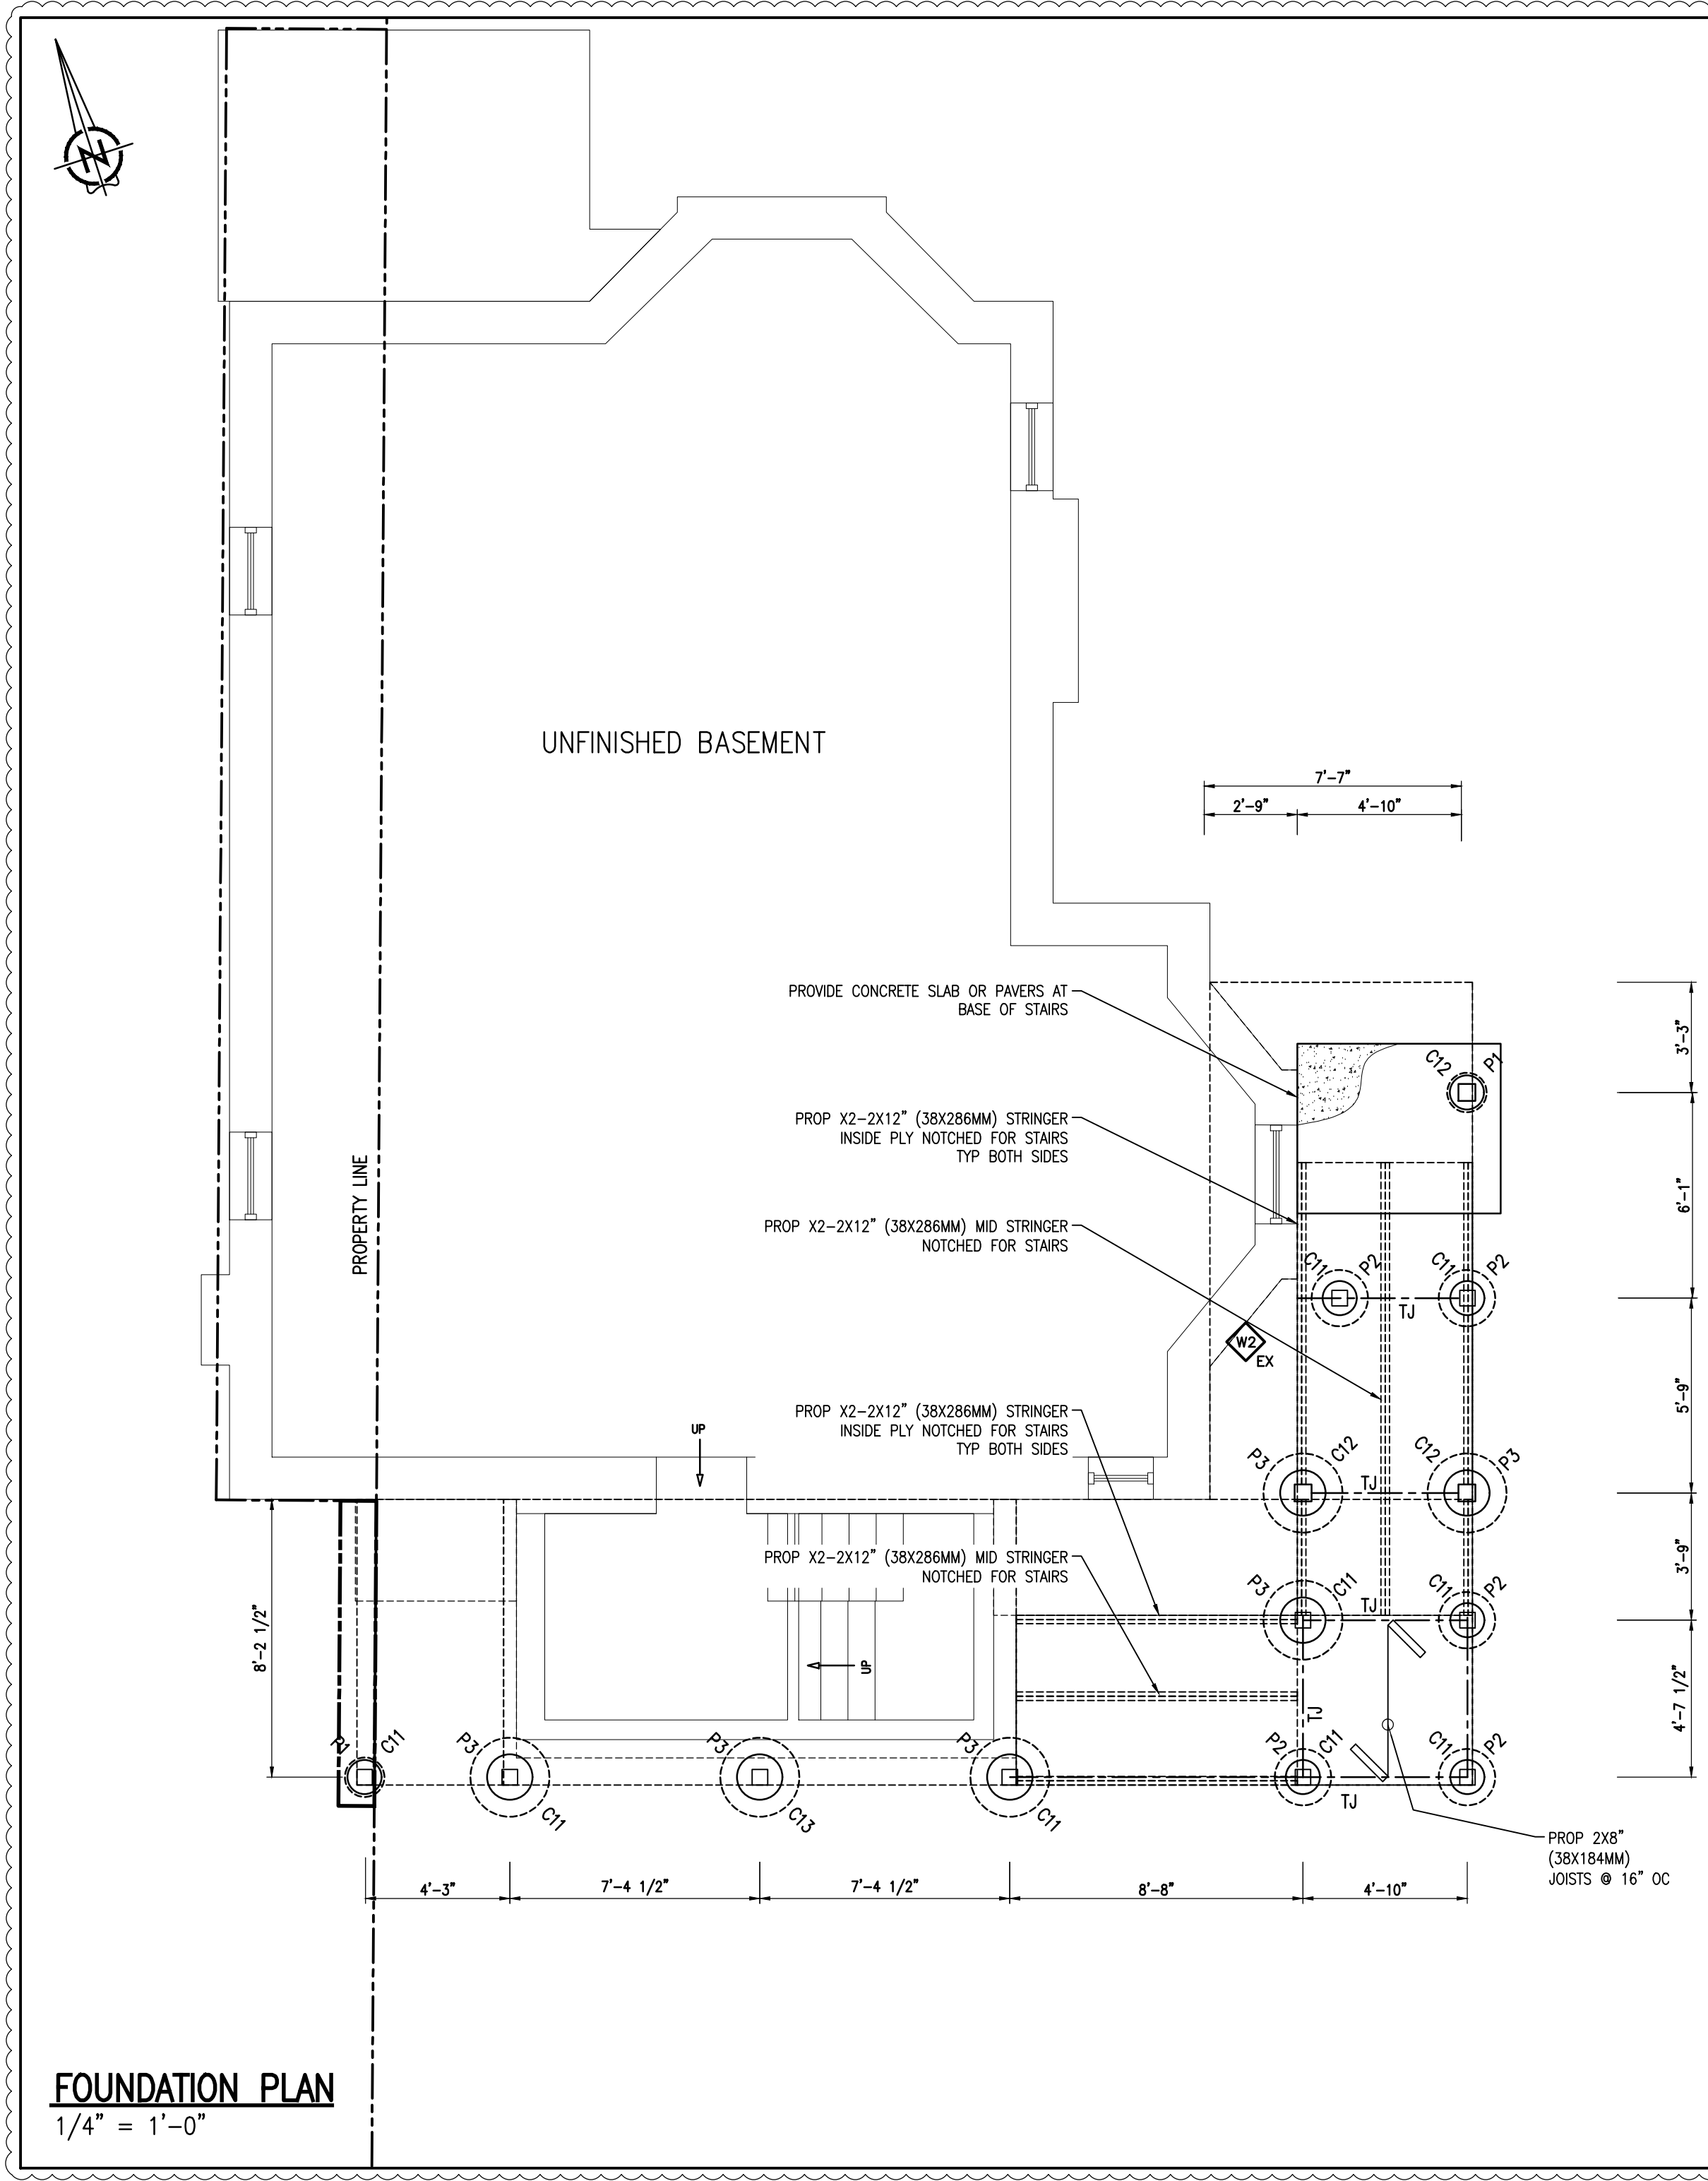 N
UNFINISHED BASEMENT
7'-7"
2'-9"
4'-10"
PROVIDE CONCRETE SLAB OR PAVERS AT
BASE OF STAIRS
3'-3"
C12
P1
PROP X2-2X12" (38X286MM) STRINGER
INSIDE PLY NOTCHED FOR STAIRS
TYP BOTH SIDES
PROPERTY LINE
6'-1"
PROP X2-2X12" (38X286MM) MID STRINGER
NOTCHED FOR STAIRS
C11
P2
C11
P2
TJ
W2
EX
5'-9"
PROP X2-2X12" (38X286MM) STRINGER
INSIDE PLY NOTCHED FOR STAIRS
TYP BOTH SIDES
UP
P3
C12
C12
P3
TJ
PROP X2-2X12" (38X286MM) MID STRINGER
NOTCHED FOR STAIRS
3'-9"
P3
C11
C11
P2
TJ
8'-2 1/2"
UP
TJ
4'-7 1/2"
P1
C11
P3
C11
P3
C13
P3
C11
P2
C11
C11
P2
TJ
PROP 2X8"
(38X184MM)
JOISTS @ 16" OC
4'-3"
7'-4 1/2"
7'-4 1/2"
8'-8"
4'-10"
FOUNDATION PLAN
1/4" = 1'-0"